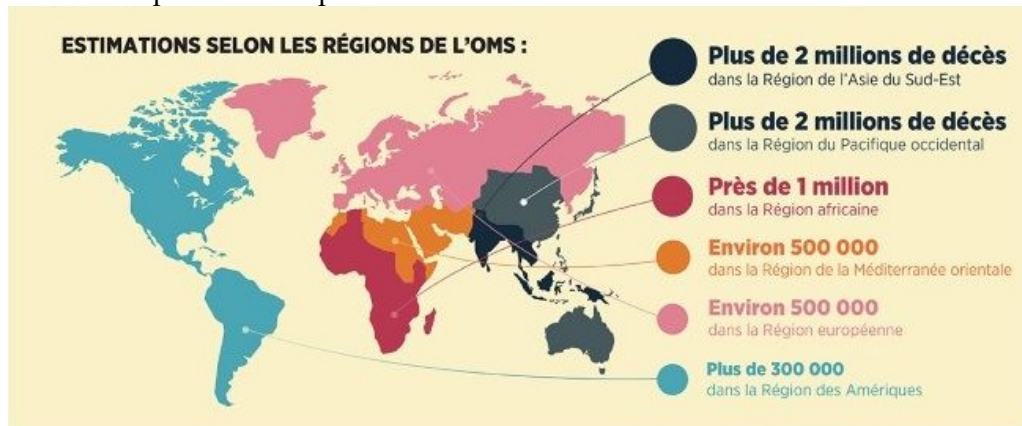 ESTIMATIONS SELON LES RÉGIONS DE L'OMS :
Plus de 2 millions de décès
dans la Région de l'Asie du Sud-Est
Plus de 2 millions de décès
dans la Région du Pacifique occidental
Près de 1 million
dans la Région africaine
Environ 500 000
dans la Région de la Méditerranée orientale
Environ 500 000
dans la Région européenne
Plus de 300 000
dans la Région des Amériques